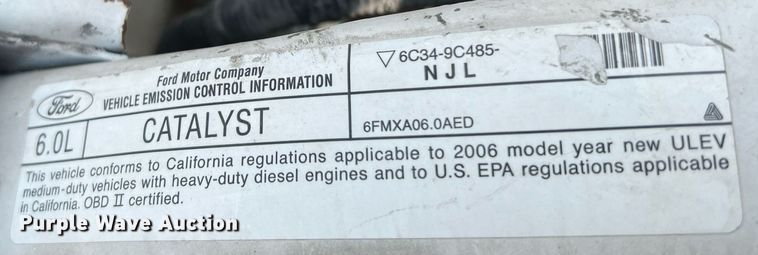 Ford
Ford Motor Company
VEHICLE EMISSION CONTROL INFORMATION
6C34-9C485-
NJL
6.0L
CATALYST
6FMXA06.0AED
This vehicle conforms to California regulations applicable to 2006 model year new ULEV
medium-duty vehicles with heavy-duty diesel engines and to U.S. EPA regulations applicable
in California. OBD II certified.
Purple Wave Auction